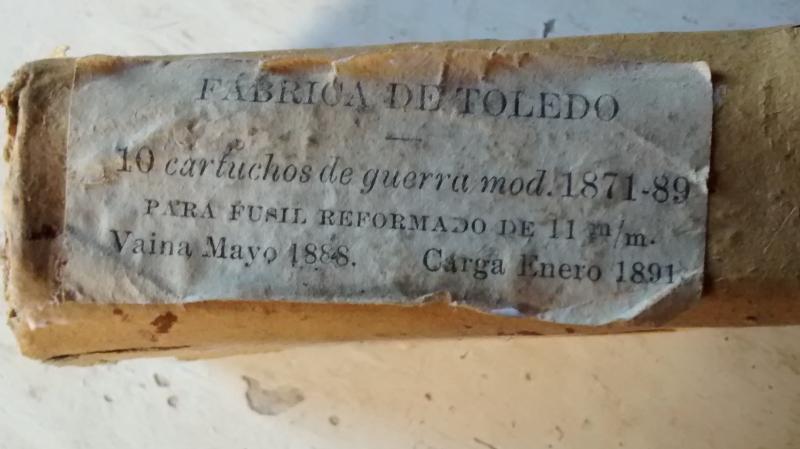 FÁBRICA DE TOLEDO
10 cartuchos de guerra mod. 1871-89
PARA FUSIL REFORMADO DE 11 m/m.
Vaina Mayo 1888. Carga Enero 1891